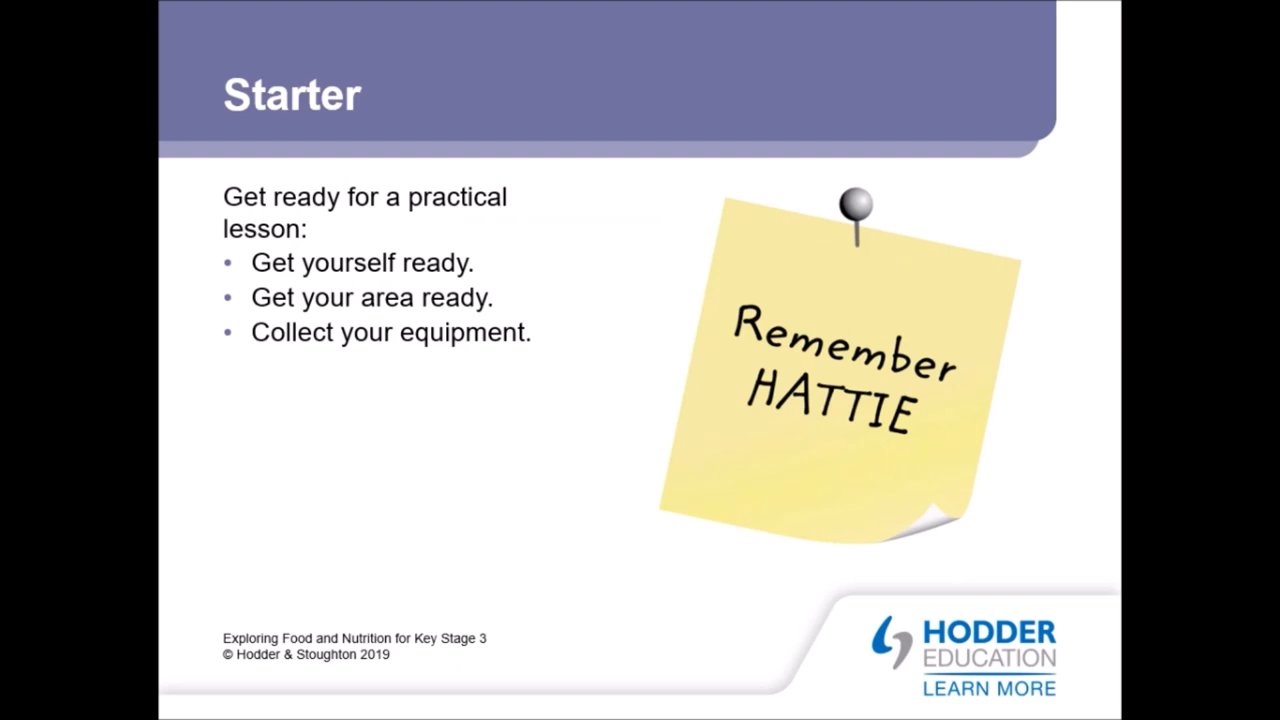 Starter
Get ready for a practical
lesson:
• Get yourself ready.
• Get your area ready.
• Collect your equipment.
Remember
HATTIE
Exploring Food and Nutrition for Key Stage 3
© Hodder & Stoughton 2019
HODDER
EDUCATION
LEARN MORE